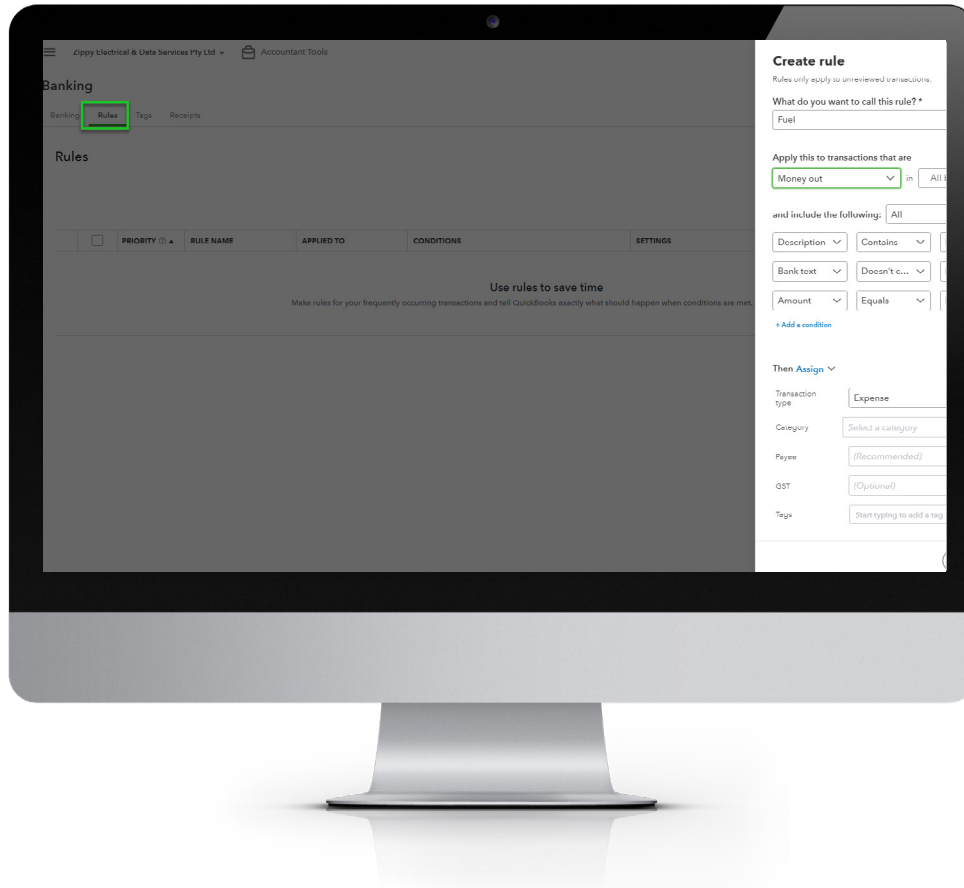 Zippy Electrical & Data Services Pty Ltd
Accountant Tools
Banking
Banking Rules Tags Receipts
Rules
PRIORITY RULE NAME APPLIED TO CONDITIONS SETTINGS
Use rules to save time
Make rules for your frequently occurring transactions and tell QuickBooks exactly what should happen when conditions are met.
Create rule
Rules only apply to unreviewed transactions.
What do you want to call this rule? *
Fuel
Apply this to transactions that are
Money out in All
and include the following: All
Description Contains
Bank text Doesn't c...
Amount Equals
+ Add a condition
Then Assign
Transaction
type
Expense
Category Select a category
Payee (Recommended)
GST (Optional)
Tags Start typing to add a tag